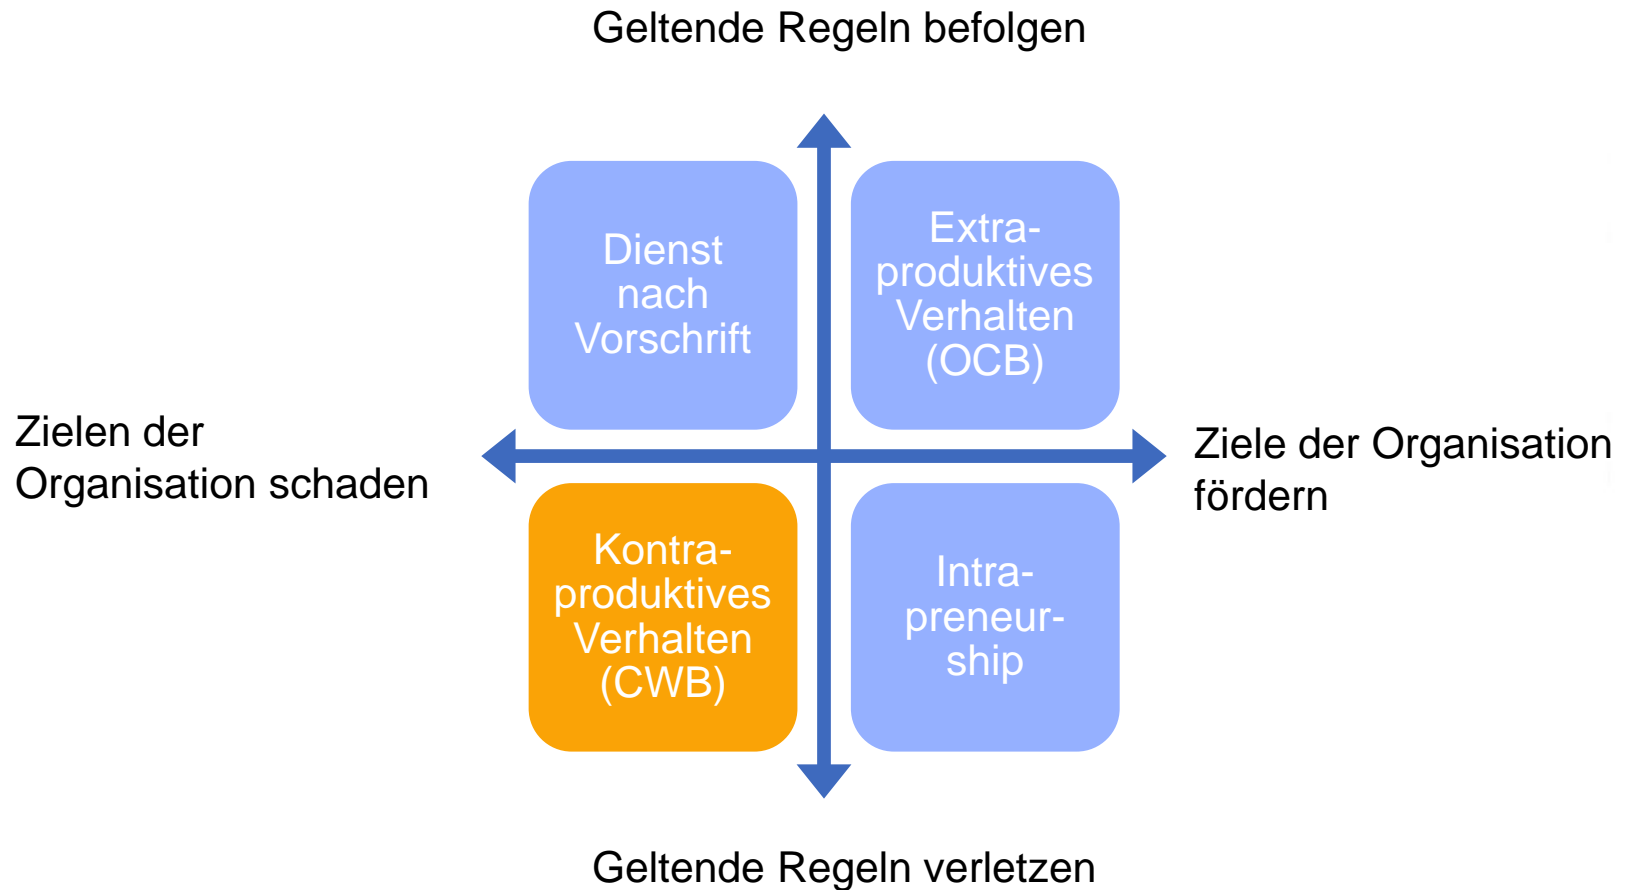 Geltende Regeln befolgen
Dienst
nach
Vorschrift
Extra-
produktives
Verhalten
(OCB)
Zielen der
Organisation schaden
Ziele der Organisation
fördern
Kontra-
produktives
Verhalten
(CWB)
Intra-
preneur-
ship
Geltende Regeln verletzen